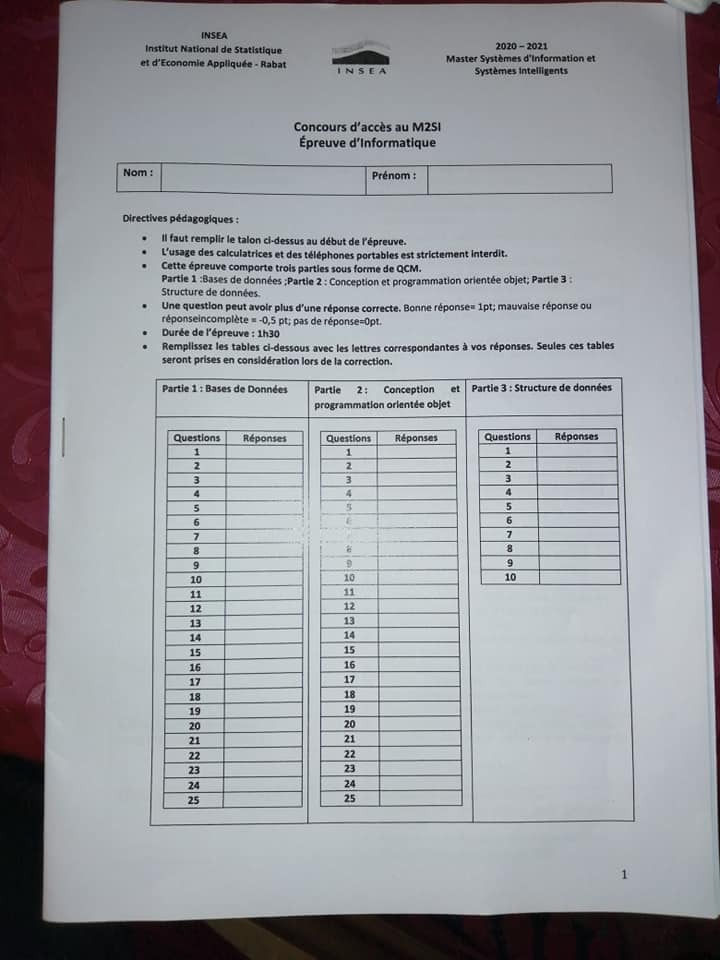 INSEA
Institut National de Statistique
et d'Economie Appliquée - Rabat
INSEA
2020 – 2021
Master Systèmes d'Information et
Systèmes Intelligents
Concours d'accès au M2SI
Épreuve d'Informatique
Nom :
Prénom :
Directives pédagogiques :
• Il faut remplir le talon ci-dessus au début de l'épreuve.
• L'usage des calculatrices et des téléphones portables est strictement interdit.
• Cette épreuve comporte trois parties sous forme de QCM.
Partie 1 :Bases de données ;Partie 2 : Conception et programmation orientée objet; Partie 3 :
Structure de données.
• Une question peut avoir plus d'une réponse correcte. Bonne réponse= 1pt; mauvaise réponse ou
réponseincomplète = -0,5 pt; pas de réponse=0pt.
• Durée de l'épreuve : 1h30
• Remplissez les tables ci-dessous avec les lettres correspondantes à vos réponses. Seules ces tables
seront prises en considération lors de la correction.
Partie 1 : Bases de Données
Questions Réponses
1
2
3
4
5
6
7
8
9
10
11
12
13
14
15
16
17
18
19
20
21
22
23
24
25
Partie 2 : Conception et
programmation orientée objet
Questions Réponses
1
2
3
4
5
6
8
9
10
11
12
13
14
15
16
17
18
19
20
21
22
23
24
25
Partie 3 : Structure de données
Questions Réponses
1
2
3
4
5
6
7
8
9
10
1